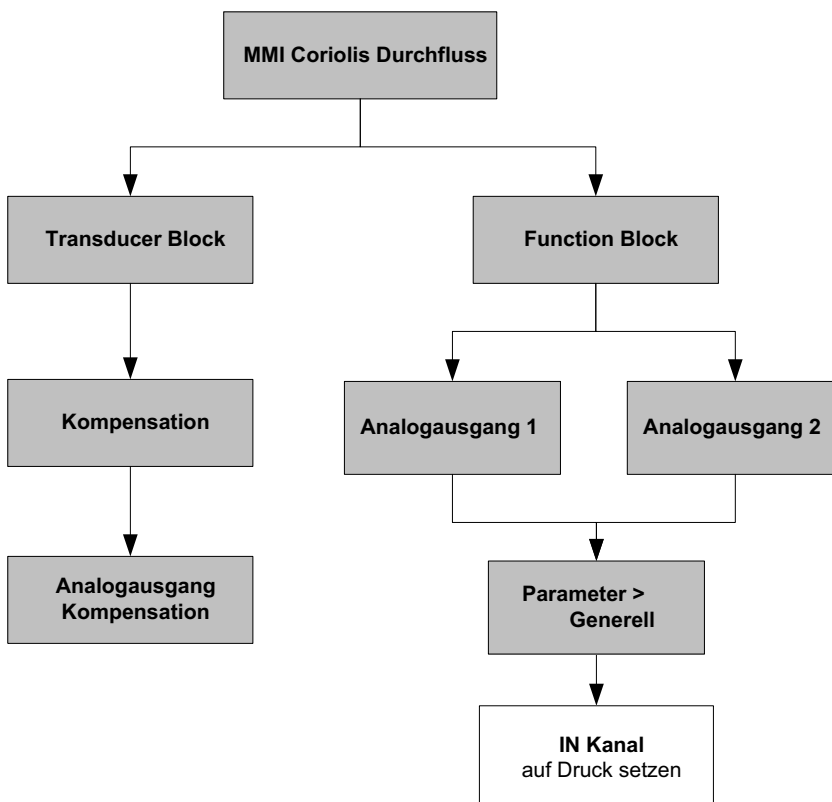 MMI Coriolis Durchfluss
Transducer Block
Function Block
Kompensation
Analogausgang 1
Analogausgang 2
Analogausgang
Kompensation
Parameter >
Generell
IN Kanal
auf Druck setzen